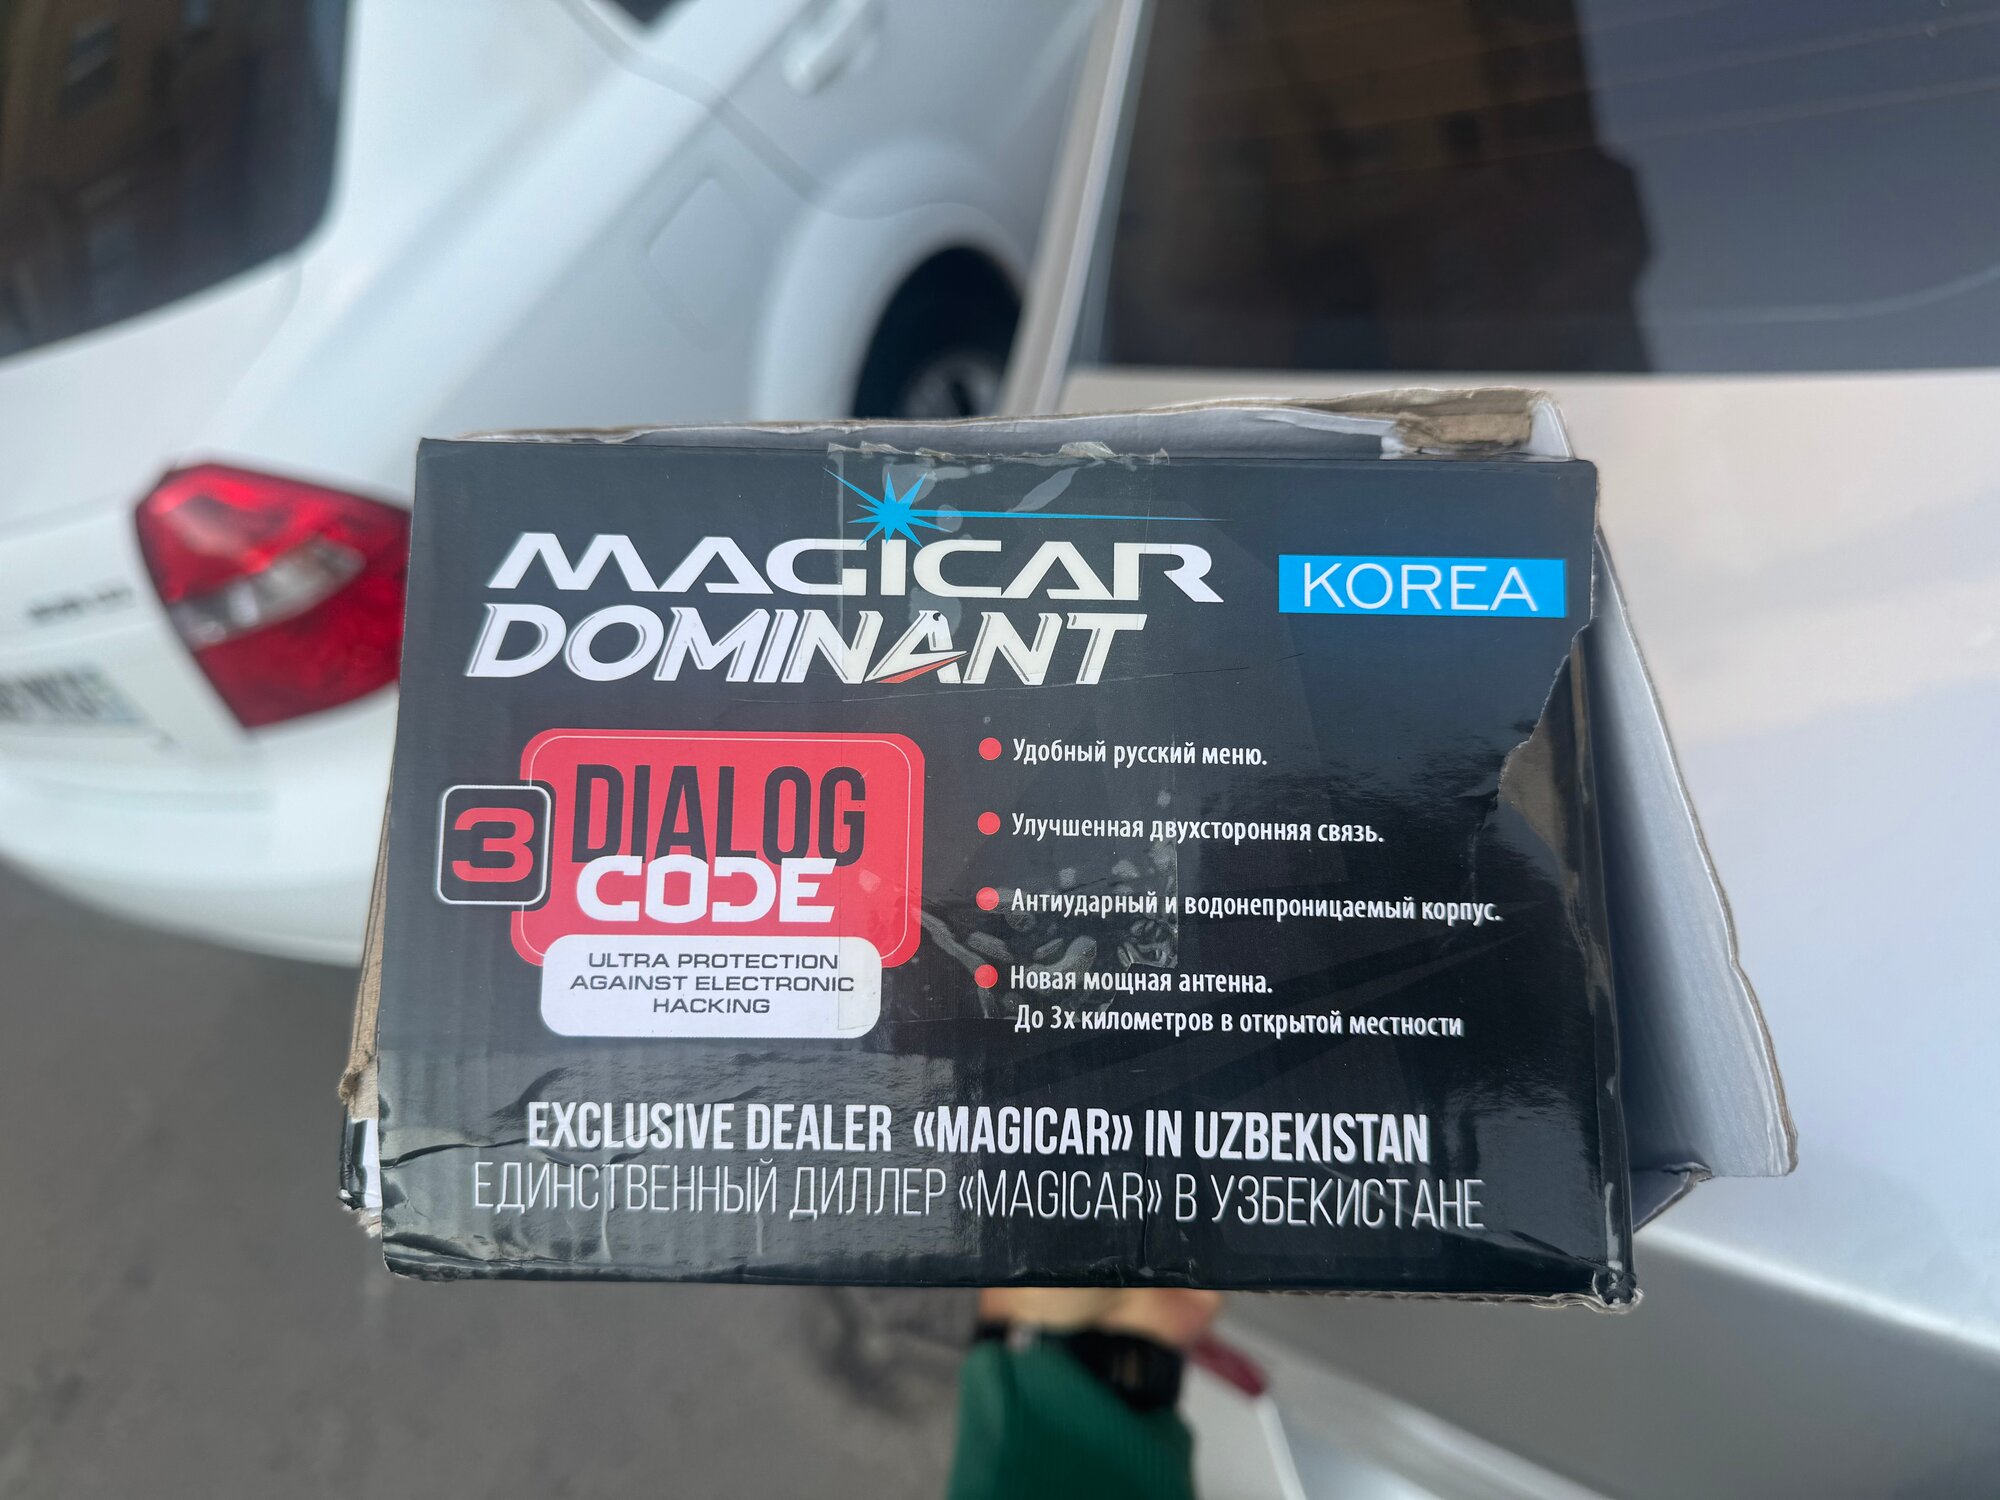 MAGICAR
DOMINANT
KOREA
3
DIALOG
CODE
ULTRA PROTECTION
AGAINST ELECTRONIC
HACKING
Удобный русский меню.
Улучшенная двухсторонняя связь.
Антиударный и водонепроницаемый корпус.
Новая мощная антенна.
До 3х километров в открытой местности
EXCLUSIVE DEALER «MAGICAR» IN UZBEKISTAN
ЕДИНСТВЕННЫЙ ДИЛЛЕР «MAGICAR» В УЗБЕКИСТАНЕ